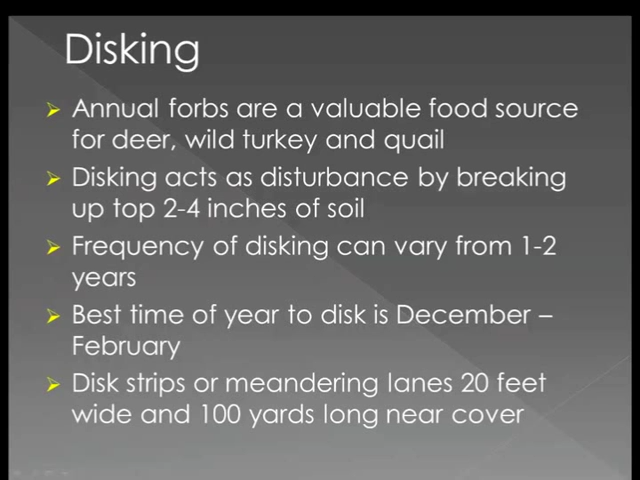 Disking
Annual forbs are a valuable food source
for deer, wild turkey and quail
Disking acts as disturbance by breaking
up top 2-4 inches of soil
Frequency of disking can vary from 1-2
years
Best time of year to disk is December –
February
Disk strips or meandering lanes 20 feet
wide and 100 yards long near cover